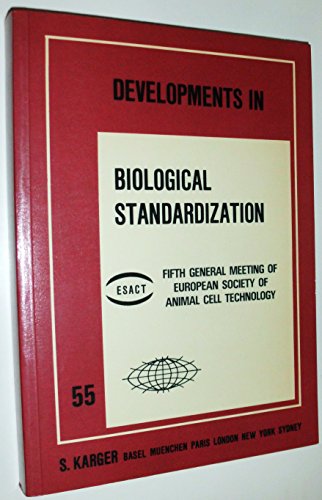 DEVELOPMENTS IN
BIOLOGICAL
STANDARDIZATION
ESACT
FIFTH GENERAL MEETING OF
EUROPEAN SOCIETY OF
ANIMAL CELL TECHNOLOGY
55
S. KARGER BASEL MUENCHEN PARIS LONDON NEW YORK SYDNEY